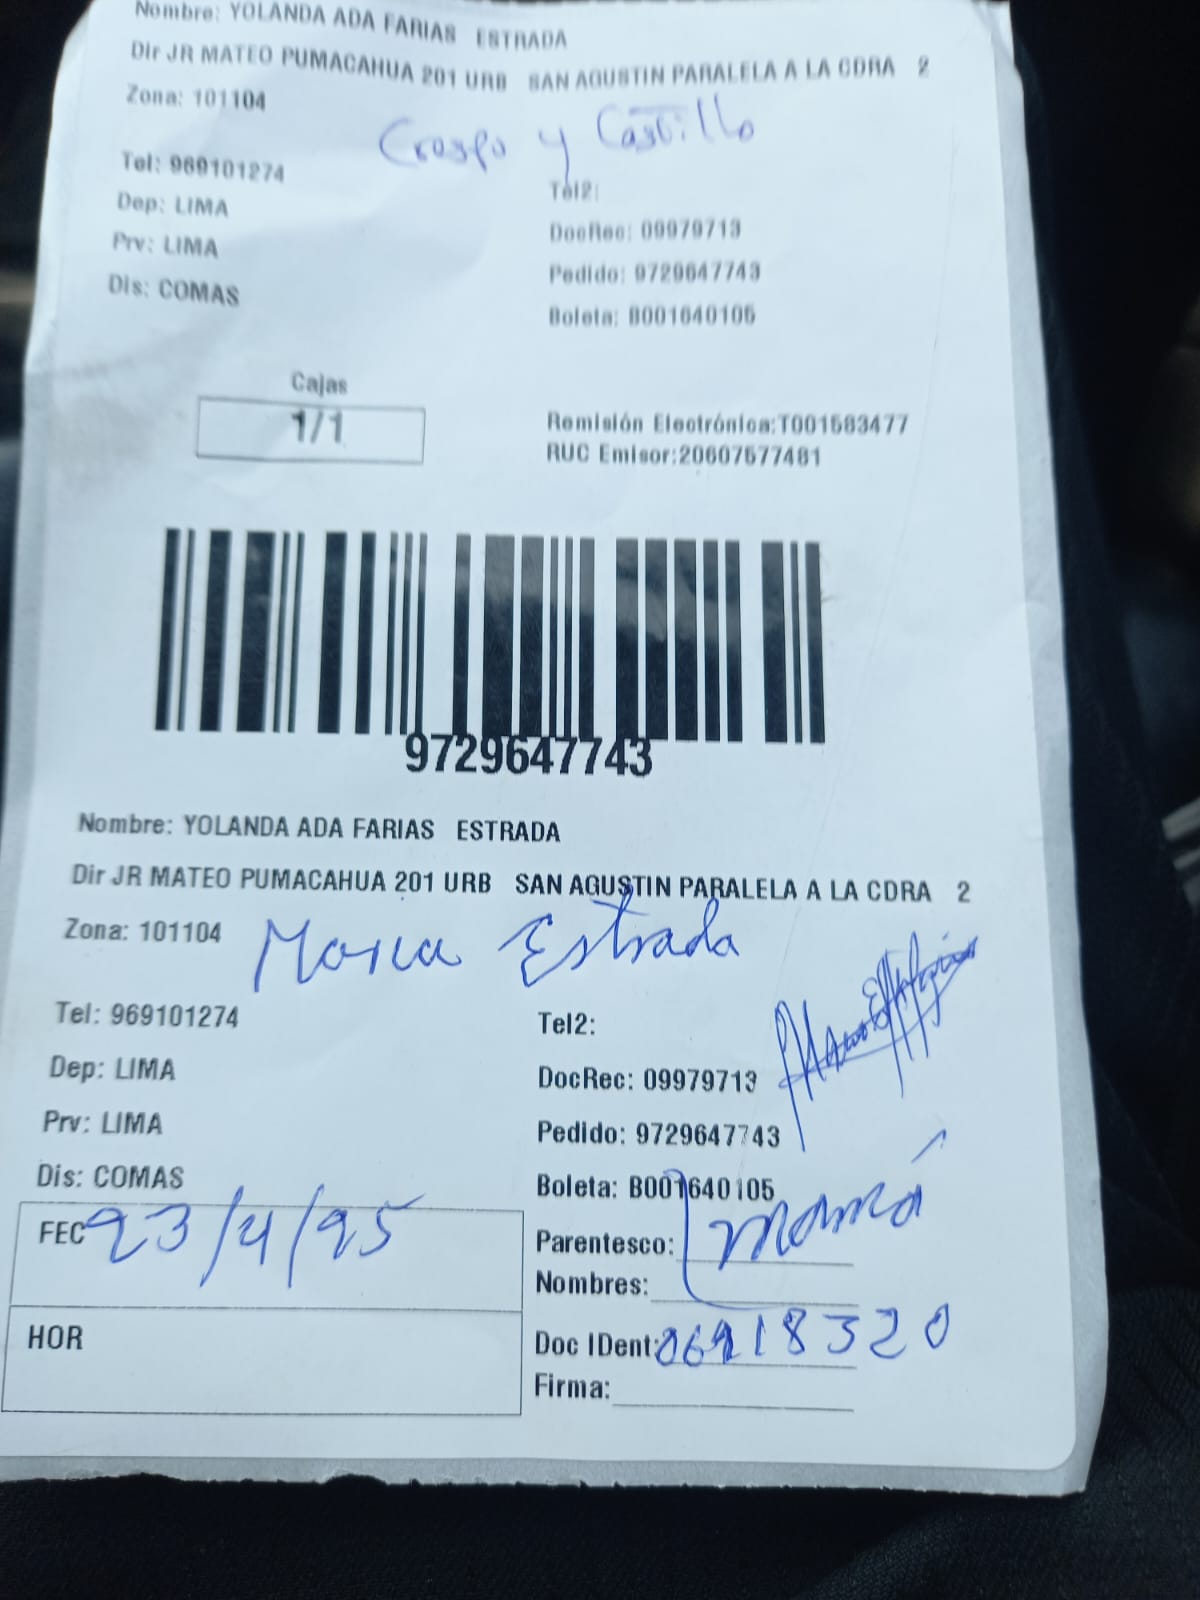 Nombre: YOLANDA ADA FARIAS ESTRADA
Dir JR MATEO PUMACAHUA 201 URB SAN AGUSTIN PARALELA A LA CDRA 2
Zona: 101104
Crespo y Castillo
Tel: 969101274
Tel2:
Dep: LIMA
DocRec: 09979713
Prv: LIMA
Pedido: 9729647743
Dis: COMAS
Boleta: B001640105
Cajas
1/1
Remisión Electrónica:T001583477
RUC Emisor:20607577481
9729647743
Nombre: YOLANDA ADA FARIAS ESTRADA
Dir JR MATEO PUMACAHUA 201 URB SAN AGUSTIN PARALELA A LA CDRA 2
Zona: 101104
Maria Estrada
Tel: 969101274
Tel2:
Dep: LIMA
DocRec: 09979713
Prv: LIMA
Pedido: 9729647743
Dis: COMAS
Boleta: B001640105
FEC 23/4/25
Parentesco: mamá
Nombres:
HOR
Doc IDent:
Firma: